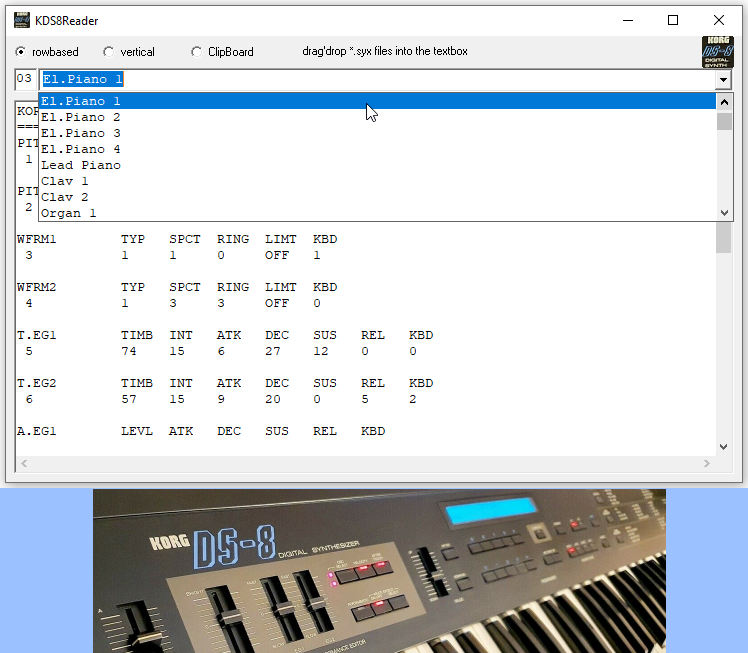 KDS8Reader
rowbased vertical ClipBoard drag'drop *.syx files into the textbox
KORG
DS-8
DIGITAL
SYNTH
03 El.Piano 1
El.Piano 1
El.Piano 2
El.Piano 3
El.Piano 4
Lead Piano
Clav 1
Clav 2
Organ 1
KOR
===
PIT
1
PIT
2
WFRM1 TYP SPCT RING LIMT KBD
3 1 1 0 OFF 1
WFRM2 TYP SPCT RING LIMT KBD
4 1 3 3 OFF 0
T.EG1 TIMB INT ATK DEC SUS REL KBD
5 74 15 6 27 12 0 0
T.EG2 TIMB INT ATK DEC SUS REL KBD
6 57 15 9 20 0 5 2
A.EG1 LEVL ATK DEC SUS REL KBD
KORG DS-8 DIGITAL SYNTHESIZER